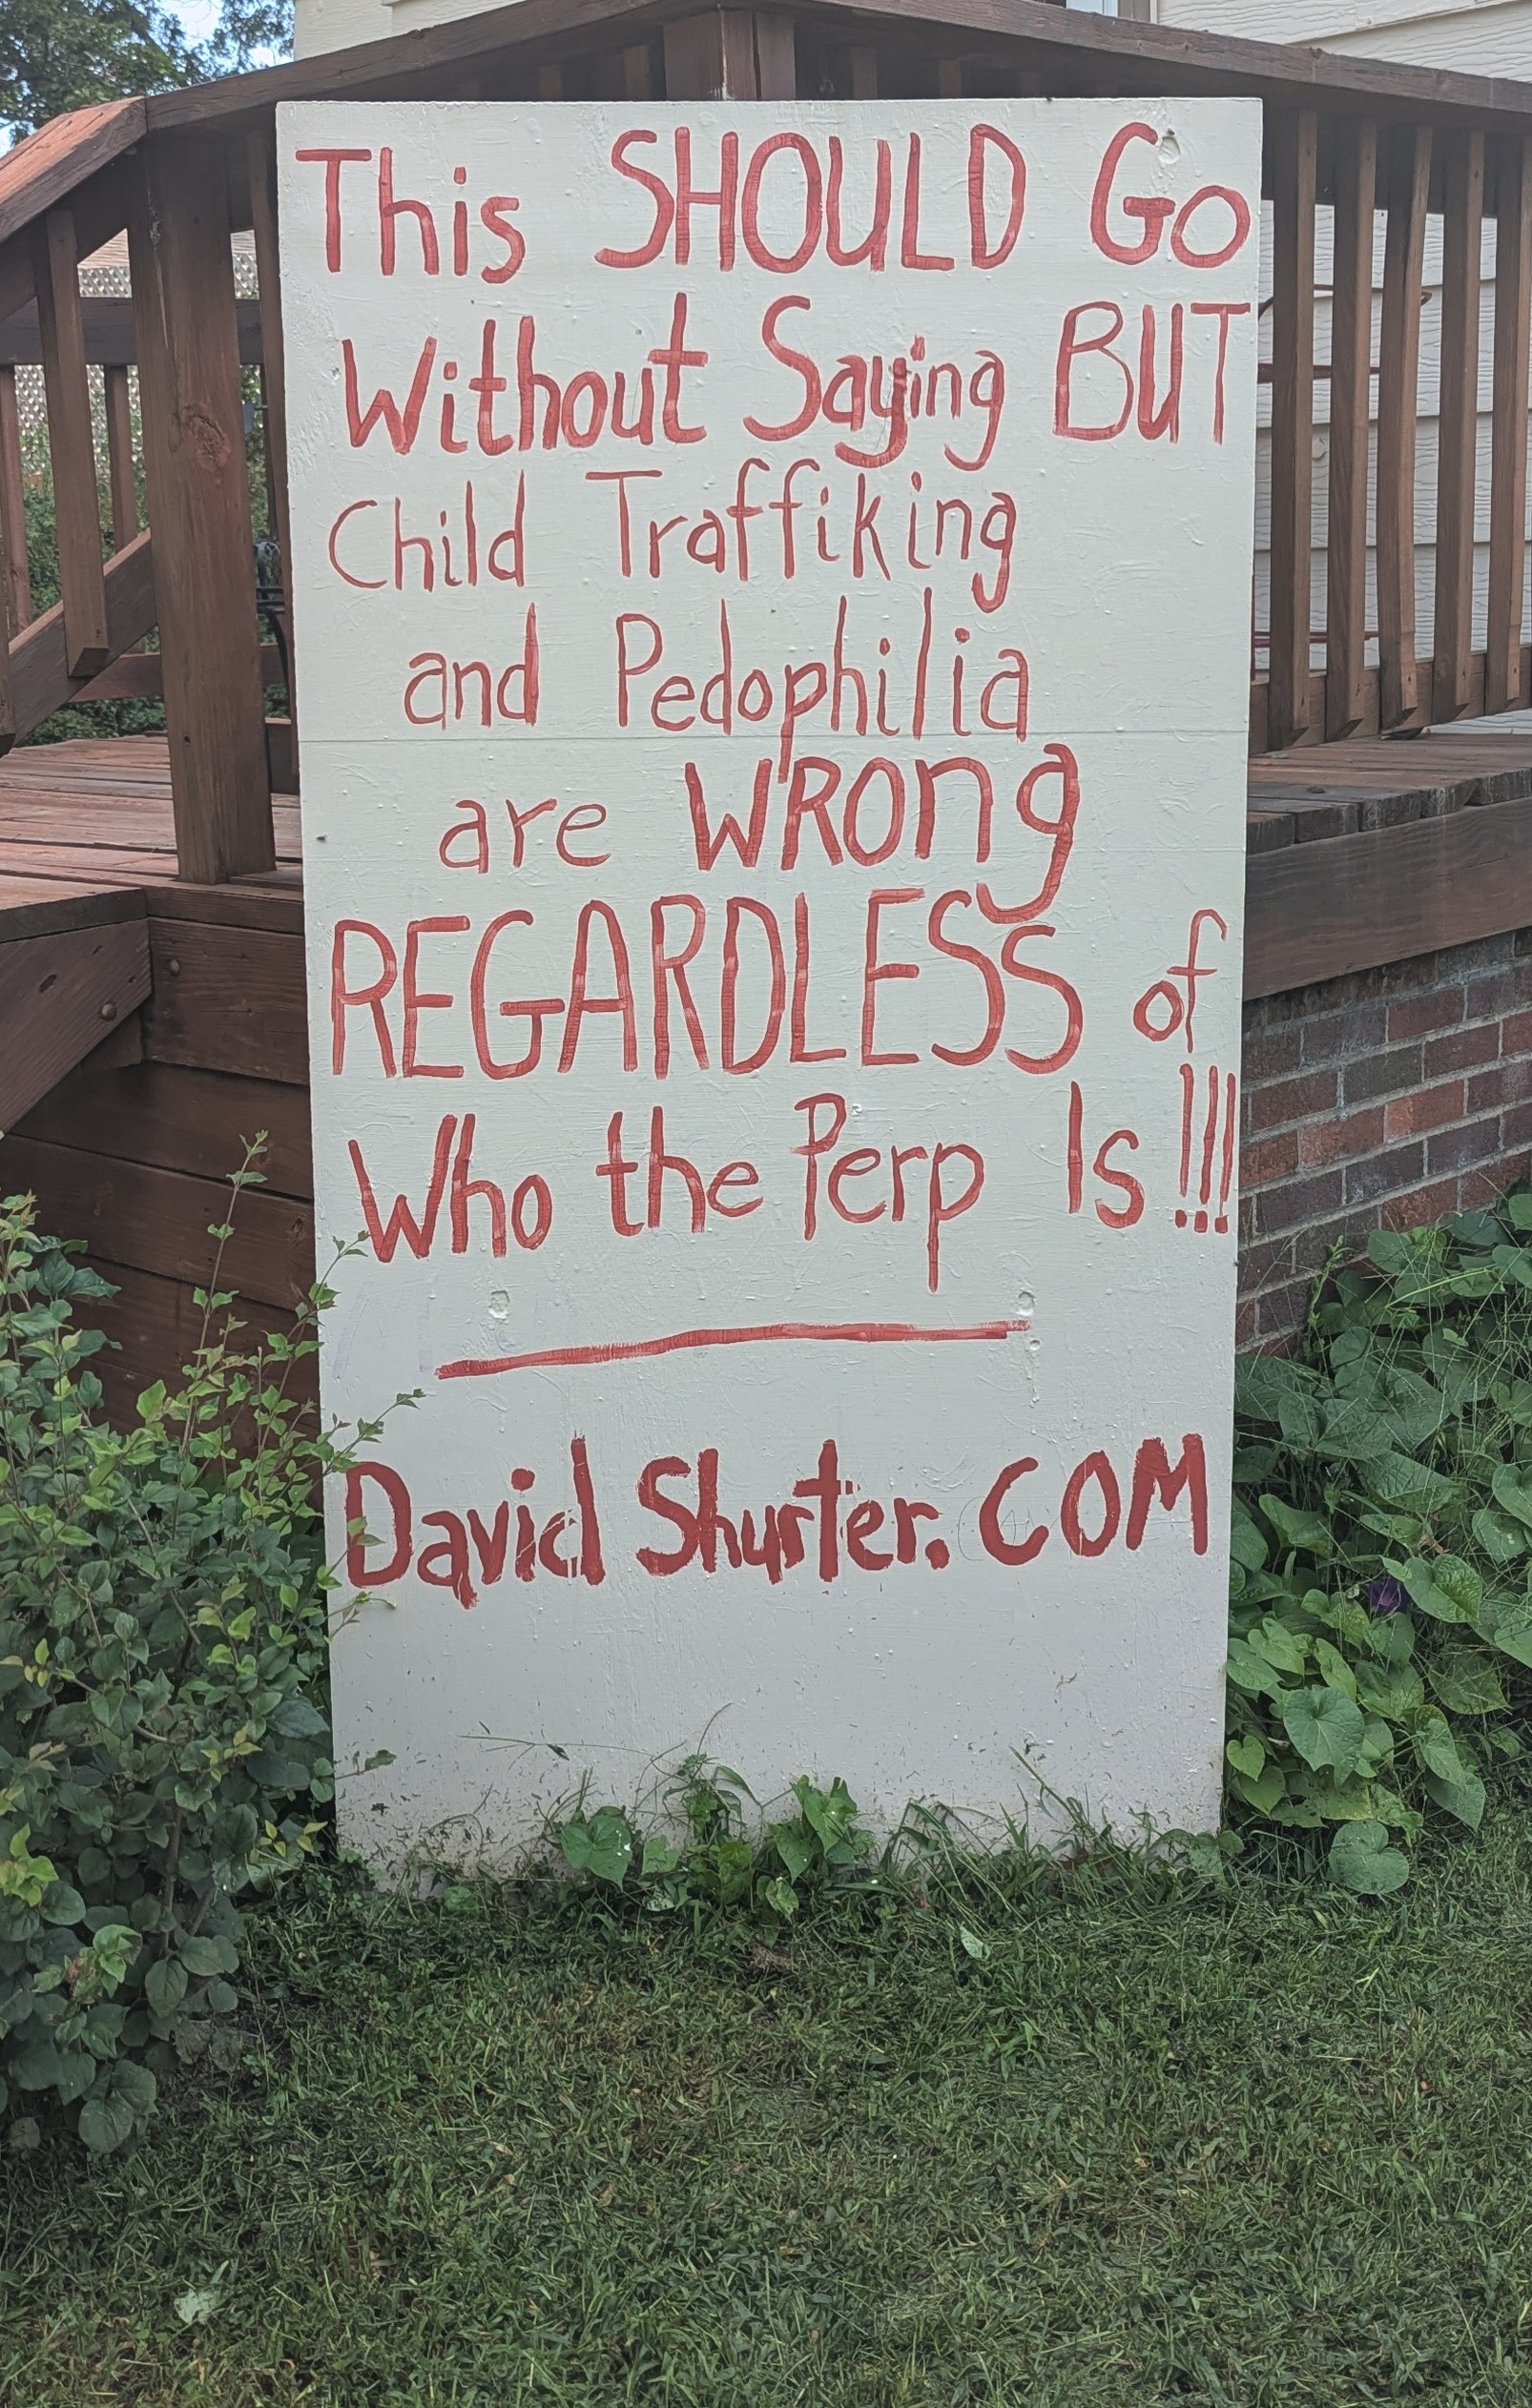 This SHOULD Go
Without Saying BUT
Child Traffiking
and Pedophilia
are WRong
REGARDLESS of
Who the Perp Is!!!
David Shurter.COM